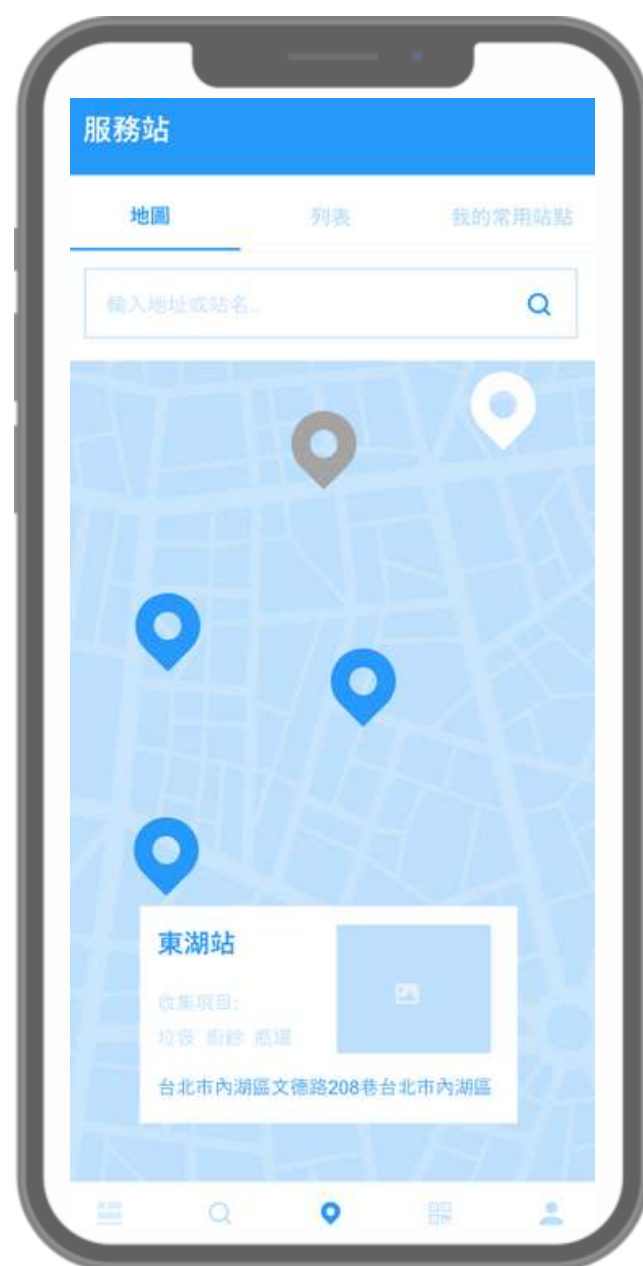 服務站
地圖
列表
我的常用站點
輸入地址或站名..
東湖站
收集項目:
垃圾 廚餘 瓶罐
台北市內湖區文德路208巷台北市內湖區